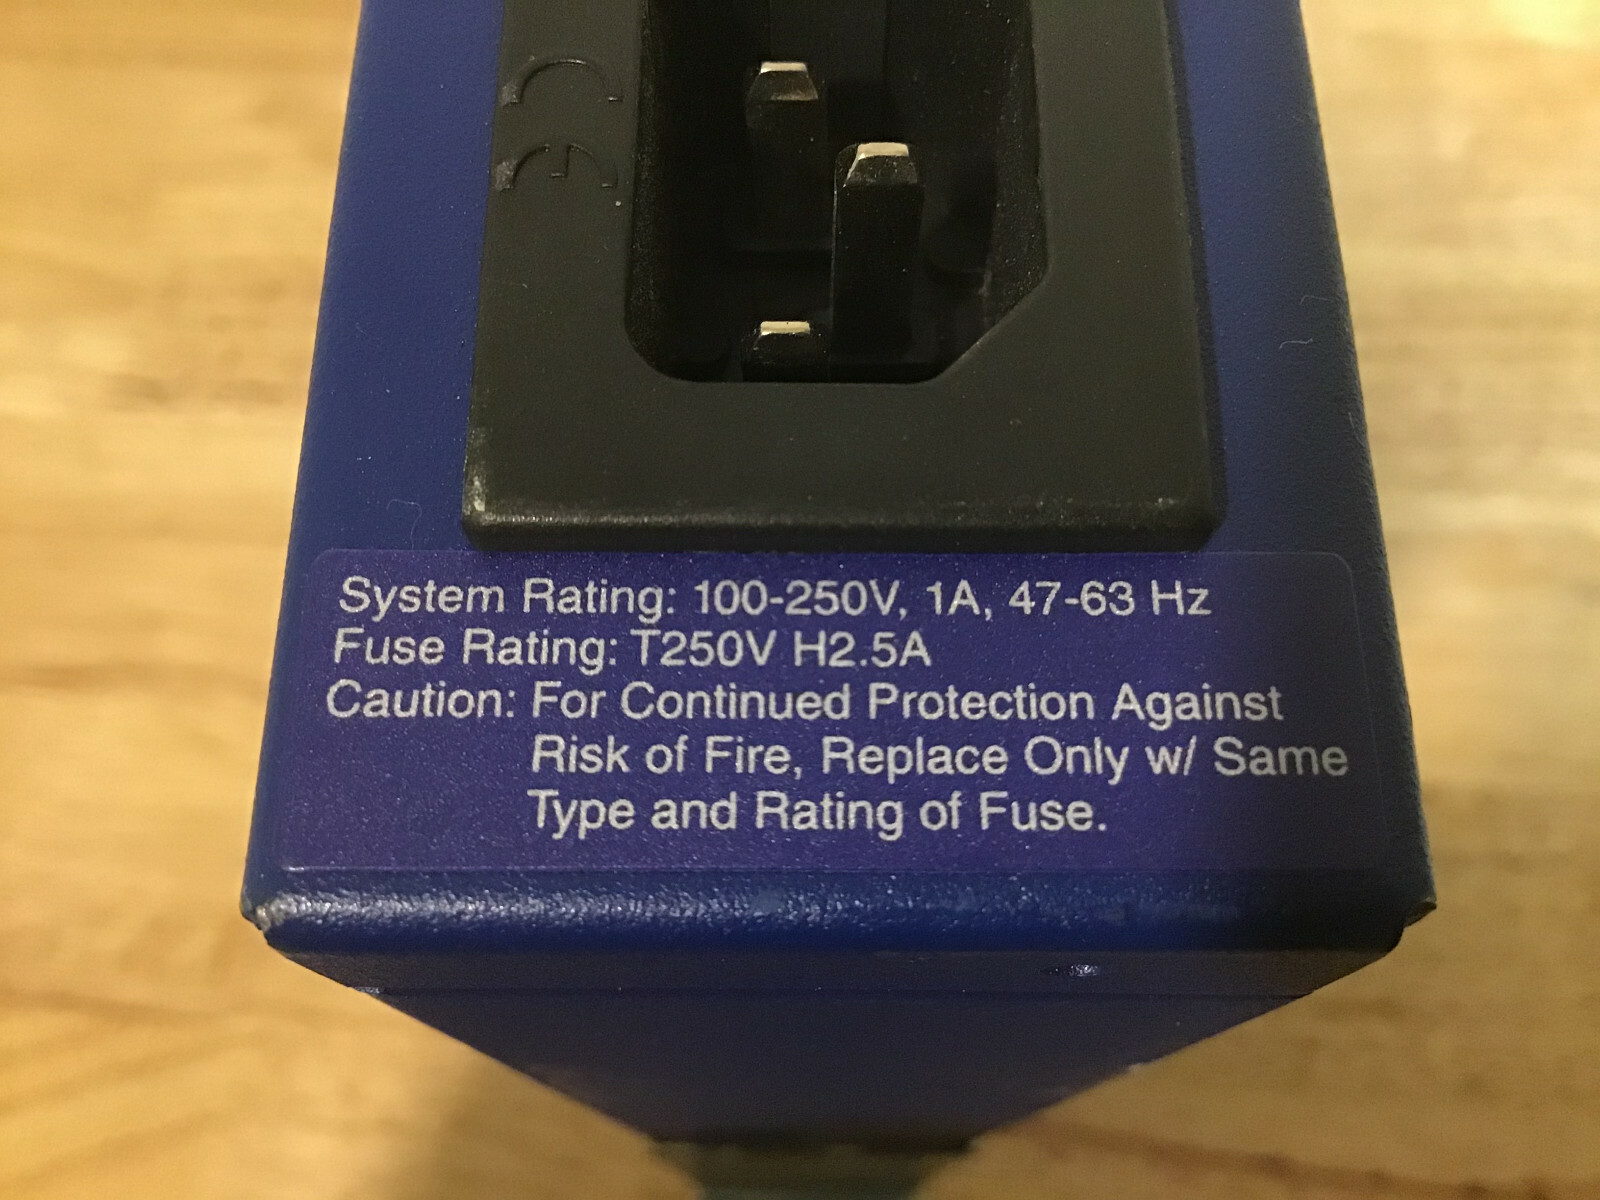 CE
System Rating: 100-250V, 1A, 47-63 Hz
Fuse Rating: T250V H2.5A
Caution: For Continued Protection Against
Risk of Fire, Replace Only w/ Same
Type and Rating of Fuse.